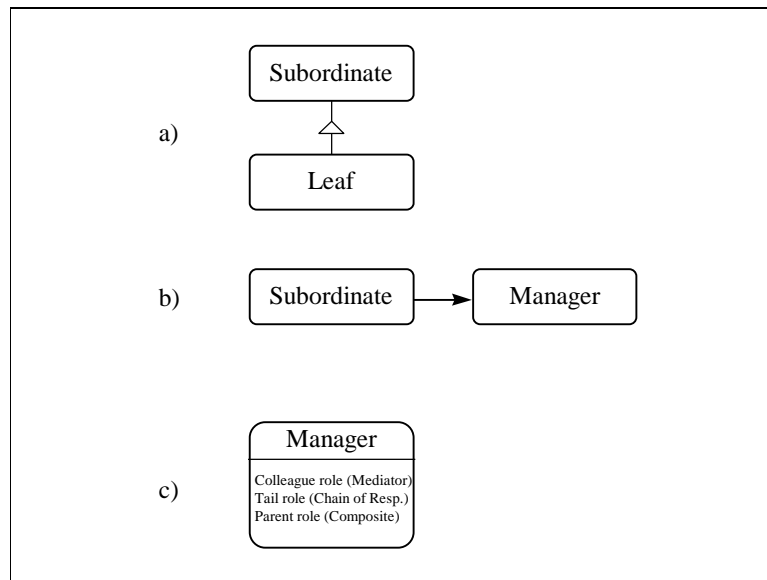 Subordinate
a)
Leaf
b)
Subordinate
Manager
Manager
c)
Colleague role (Mediator)
Tail role (Chain of Resp.)
Parent role (Composite)